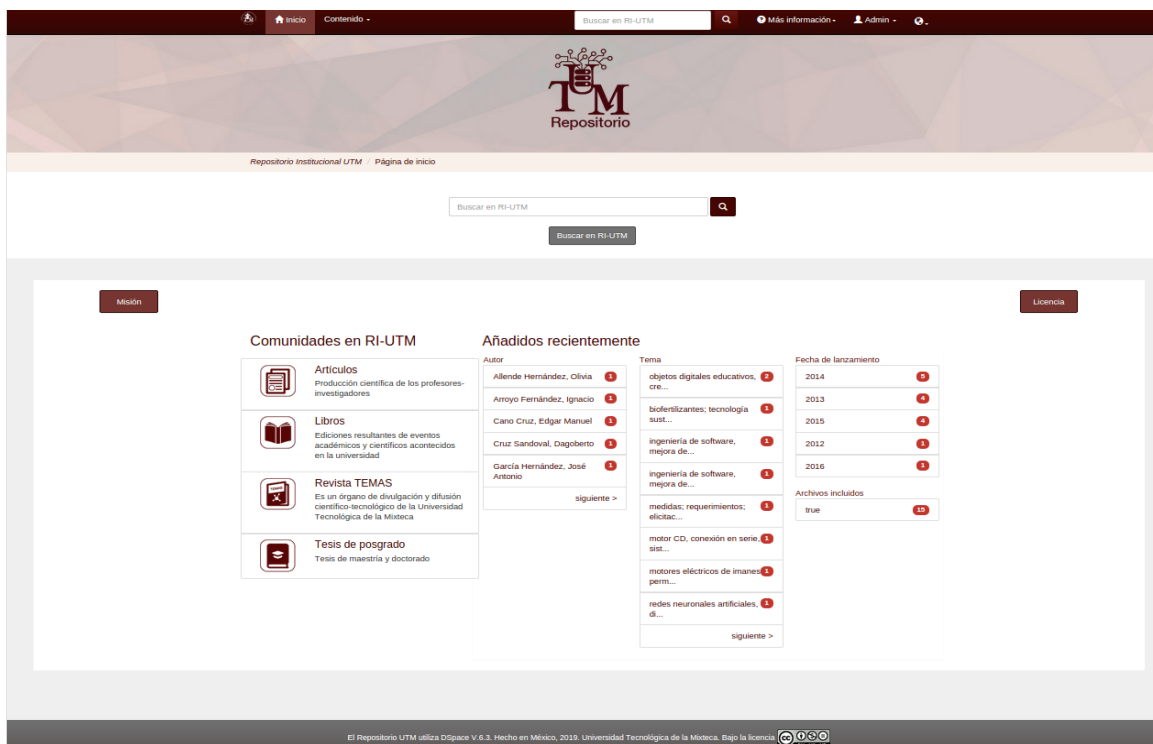 Inicio Contenido Buscar en RI-UTM Más información Admin
UTM
Repositorio
Repositorio Institucional UTM / Página de inicio
Buscar en RI-UTM
Buscar en RI-UTM
Misión
Licencia
Comunidades en RI-UTM
Artículos
Producción científica de los profesores-
investigadores
Libros
Ediciones resultantes de eventos
académicos y científicos acontecidos
en la universidad
TEMAS
Revista TEMAS
Es un órgano de divulgación y difusión
científico-tecnológico de la Universidad
Tecnológica de la Mixteca
Tesis de posgrado
Tesis de maestría y doctorado
Añadidos recientemente
Autor
Allende Hernández, Olivia 1
Arroyo Fernández, Ignacio 1
Cano Cruz, Edgar Manuel 1
Cruz Sandoval, Dagoberto 1
García Hernández, José 1
Antonio
siguiente >
Tema
objetos digitales educativos, 2
cre...
biofertilizantes; tecnología 1
sust...
ingeniería de software, 1
mejora de...
ingeniería de software, 1
mejora de...
medidas; requerimientos; 1
elicitac...
motor CD, conexión en serie, 1
sist...
motores eléctricos de imanes 1
perm...
redes neuronales artificiales, 1
di...
siguiente >
Fecha de lanzamiento
2014 5
2013 4
2015 4
2012 1
2016 1
Archivos incluidos
true 15
El Repositorio UTM utiliza DSpace V.6.3. Hecho en México, 2019. Universidad Tecnológica de la Mixteca. Bajo la licencia